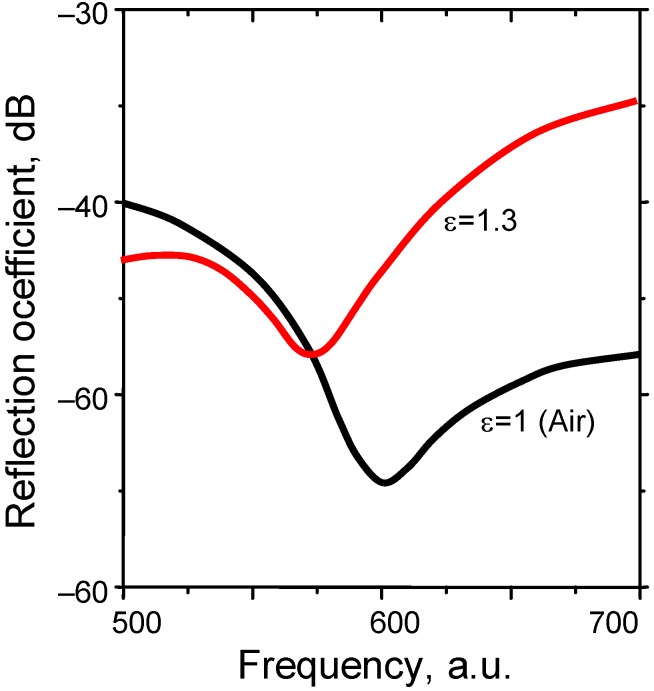 –30
–40
–60
–60
Reflection ocefficient, dB
ε=1.3
ε=1 (Air)
500
600
700
Frequency, a.u.